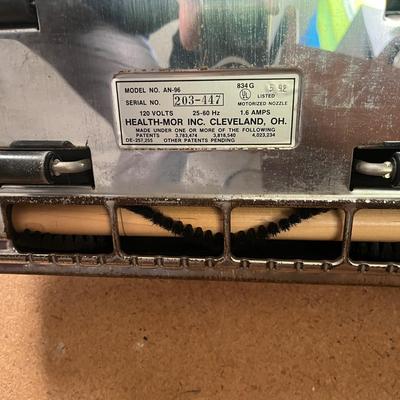 MODEL NO. AN-96
834G
SERIAL NO. 203-447
UL LISTED
MOTORIZED NOZZLE
120 VOLTS 25-60 Hz 1.6 AMPS
HEALTH-MOR INC. CLEVELAND, OH.
MADE UNDER ONE OR MORE OF THE FOLLOWING
PATENTS 3,783,474 3,818,540 4,023,234
DE-257,255 OTHER PATENTS PENDING